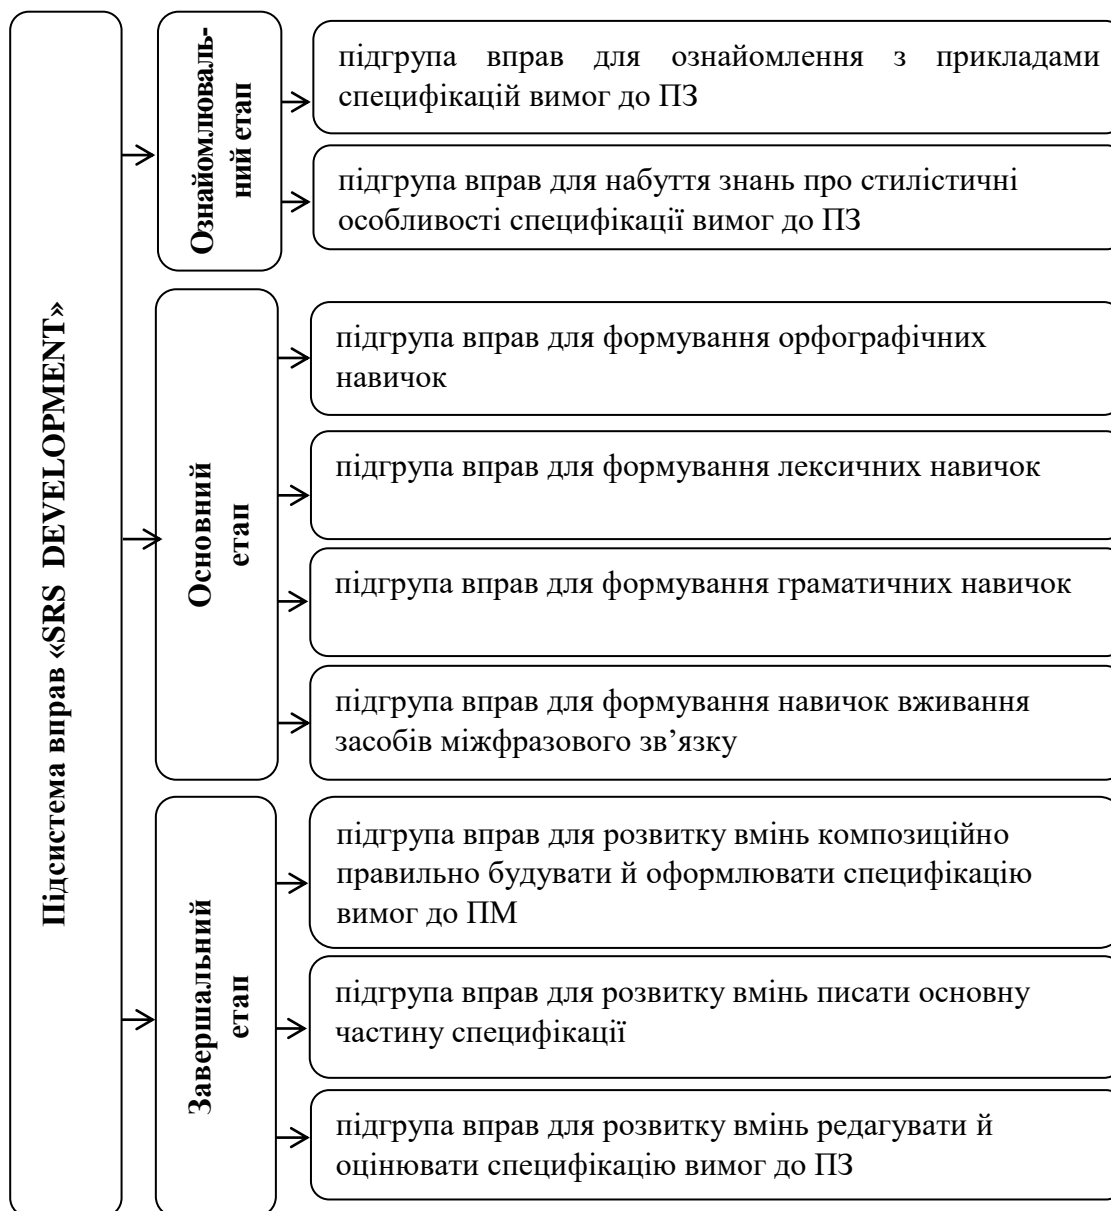 Підсистема вправ «SRS DEVELOPMENT»
Ознайомлюваль-
ний етап
підгрупа вправ для ознайомлення з прикладами
специфікацій вимог до ПЗ
підгрупа вправ для набуття знань про стилістичні
особливості специфікації вимог до ПЗ
Основний
етап
підгрупа вправ для формування орфографічних
навичок
підгрупа вправ для формування лексичних навичок
підгрупа вправ для формування граматичних навичок
підгрупа вправ для формування навичок вживання
засобів міжфразового зв’язку
Завершальний
етап
підгрупа вправ для розвитку вмінь композиційно
правильно будувати й оформлювати специфікацію
вимог до ПМ
підгрупа вправ для розвитку вмінь писати основну
частину специфікації
підгрупа вправ для розвитку вмінь редагувати й
оцінювати специфікацію вимог до ПЗ